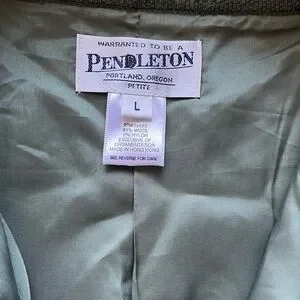 WARRANTED TO BE A
PENDLETON
PORTLAND, OREGON
PETITE
L
WOOL
NYLON
EXCLUSIVE OF
ORNAMENTATION
MADE IN HONG KONG
SEE REVERSE FOR CARE